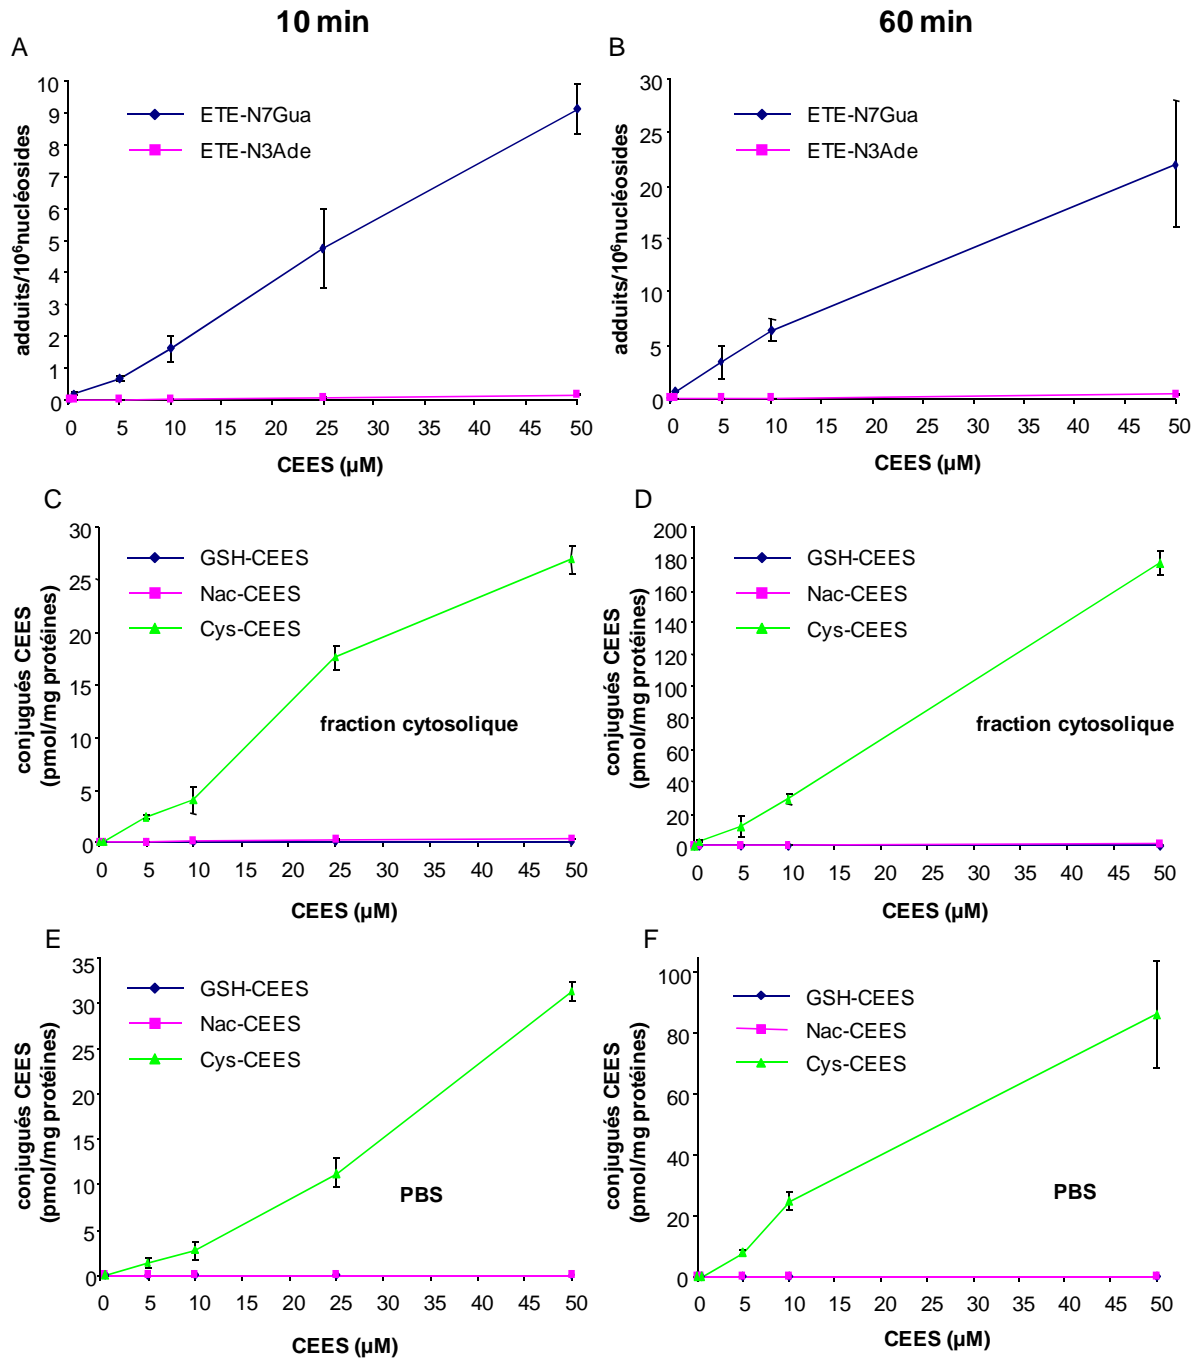 10 min
60 min
A
10
9
8
7
6
5
4
3
2
1
0
adduits/10⁶nucléosides
ETE-N7Gua
ETE-N3Ade
0 5 10 15 20 25 30 35 40 45 50
CEES (µM)
B
30
25
20
15
10
5
0
adduits/10⁶nucléosides
ETE-N7Gua
ETE-N3Ade
0 5 10 15 20 25 30 35 40 45 50
CEES (µM)
C
30
25
20
15
10
5
0
conjugués CEES
(pmol/mg protéines)
GSH-CEES
Nac-CEES
Cys-CEES
fraction cytosolique
0 5 10 15 20 25 30 35 40 45 50
CEES (µM)
D
200
180
160
140
120
100
80
60
40
20
0
conjugués CEES
(pmol/mg protéines)
GSH-CEES
Nac-CEES
Cys-CEES
fraction cytosolique
0 5 10 15 20 25 30 35 40 45 50
CEES (µM)
E
35
30
25
20
15
10
5
0
conjugués CEES
(pmol/mg protéines)
GSH-CEES
Nac-CEES
Cys-CEES
PBS
0 5 10 15 20 25 30 35 40 45 50
CEES (µM)
F
100
80
60
40
20
0
conjugués CEES
(pmol/mg protéines)
GSH-CEES
Nac-CEES
Cys-CEES
PBS
0 5 10 15 20 25 30 35 40 45 50
CEES (µM)